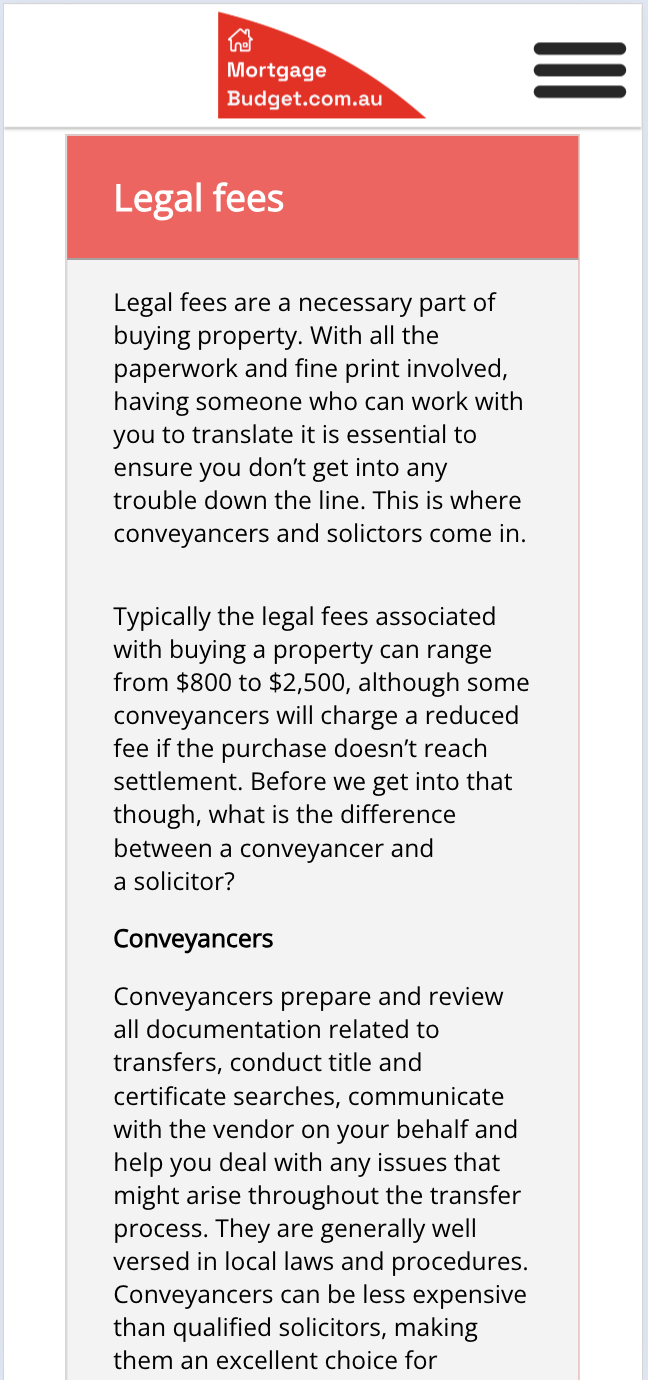 Mortgage
Budget.com.au
Legal fees
Legal fees are a necessary part of
buying property. With all the
paperwork and fine print involved,
having someone who can work with
you to translate it is essential to
ensure you don’t get into any
trouble down the line. This is where
conveyancers and solictors come in.
Typically the legal fees associated
with buying a property can range
from $800 to $2,500, although some
conveyancers will charge a reduced
fee if the purchase doesn’t reach
settlement. Before we get into that
though, what is the difference
between a conveyancer and
a solicitor?
Conveyancers
Conveyancers prepare and review
all documentation related to
transfers, conduct title and
certificate searches, communicate
with the vendor on your behalf and
help you deal with any issues that
might arise throughout the transfer
process. They are generally well
versed in local laws and procedures.
Conveyancers can be less expensive
than qualified solicitors, making
them an excellent choice for